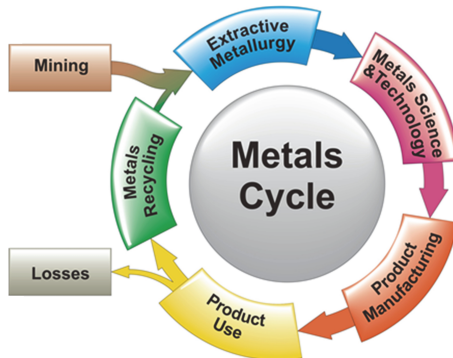 Mining
Extractive
Metallurgy
Metals Science
&Technology
Metals
Cycle
Metals
Recycling
Losses
Product
Use
Product
Manufacturing